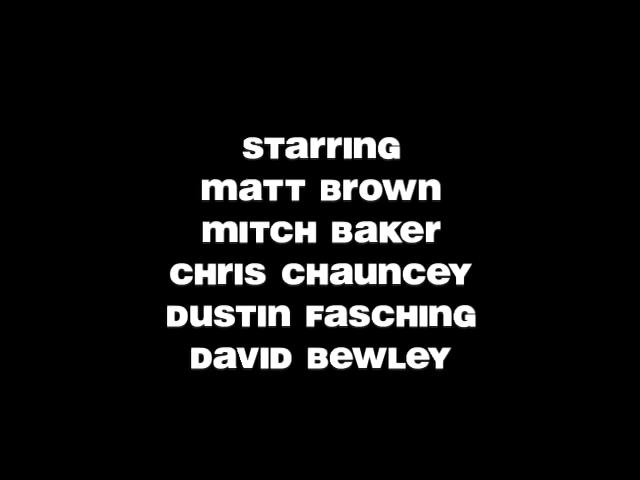 starring
matt brown
mitch baker
chris chauncey
dustin fasching
david bewley